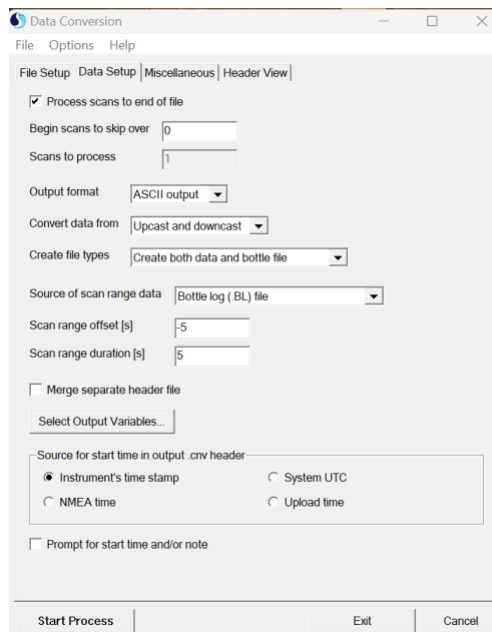 Data Conversion
File Options Help
File Setup Data Setup Miscellaneous Header View
Process scans to end of file
Begin scans to skip over 0
Scans to process 1
Output format ASCII output
Convert data from Upcast and downcast
Create file types Create both data and bottle file
Source of scan range data Bottle log (.BL) file
Scan range offset [s] -5
Scan range duration [s] 5
Merge separate header file
Select Output Variables...
Source for start time in output .cnv header
Instrument's time stamp System UTC
NMEA time Upload time
Prompt for start time and/or note
Start Process Exit Cancel